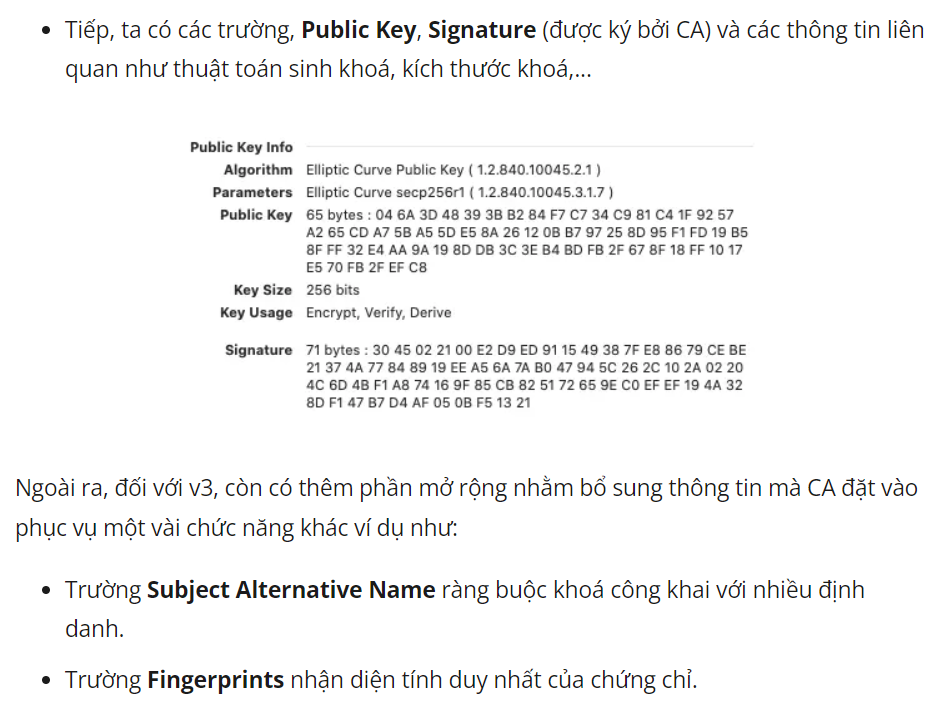 • Tiếp, ta có các trường, Public Key, Signature (được ký bởi CA) và các thông tin liên
quan như thuật toán sinh khoá, kích thước khoá,...
Public Key Info
Algorithm Elliptic Curve Public Key ( 1.2.840.10045.2.1 )
Parameters Elliptic Curve secp256r1 ( 1.2.840.10045.3.1.7 )
Public Key 65 bytes : 04 6A 3D 48 39 3B B2 84 F7 C7 34 C9 81 C4 1F 92 57
A2 65 CD A7 5B A5 5D E5 8A 26 12 0B B7 97 25 8D 95 F1 FD 19 B5
8F FF 32 E4 AA 9A 19 8D DB 3C 3E B4 BD FB 2F 67 8F 18 FF 10 17
E5 70 FB 2F EF C8
Key Size 256 bits
Key Usage Encrypt, Verify, Derive
Signature 71 bytes : 30 45 02 21 00 E2 D9 ED 91 15 49 38 7F E8 86 79 CE BE
21 37 4A 77 84 89 19 EE A5 6A 7A B0 47 94 5C 26 2C 10 2A 02 20
4C 6D 4B F1 A8 74 16 9F 85 CB 82 51 72 65 9E C0 EF EF 19 4A 32
8D F1 47 B7 D4 AF 05 0B F5 13 21
Ngoài ra, đối với v3, còn có thêm phần mở rộng nhằm bổ sung thông tin mà CA đặt vào
phục vụ một vài chức năng khác ví dụ như:
• Trường Subject Alternative Name ràng buộc khoá công khai với nhiều định
danh.
• Trường Fingerprints nhận diện tính duy nhất của chứng chỉ.